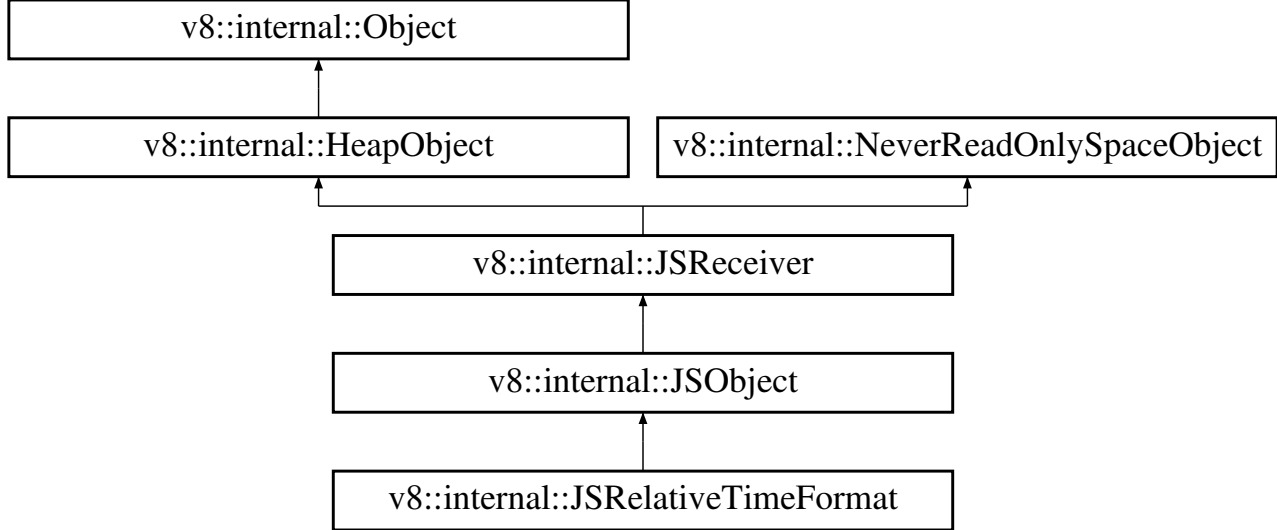 v8::internal::Object
v8::internal::HeapObject
v8::internal::NeverReadOnlySpaceObject
v8::internal::JSReceiver
v8::internal::JSObject
v8::internal::JSRelativeTimeFormat